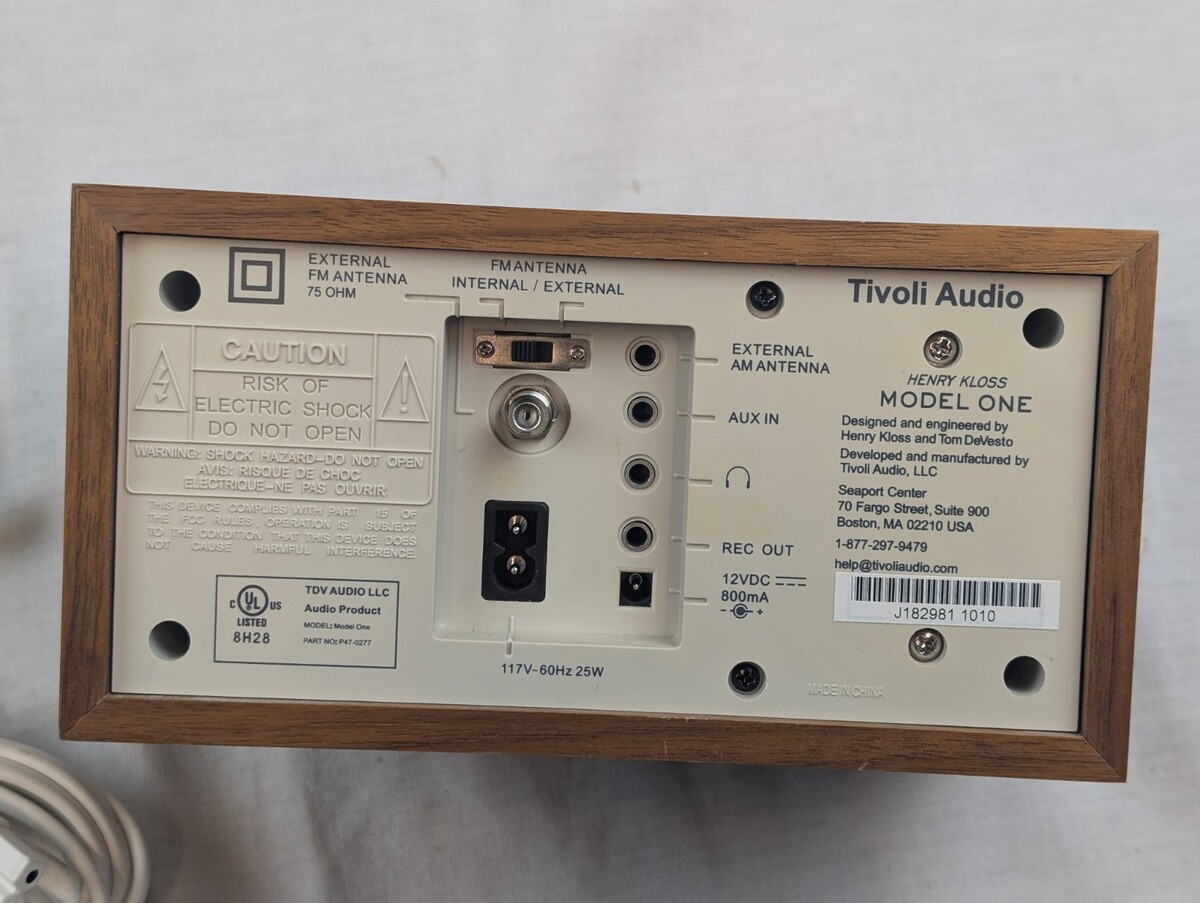 EXTERNAL
FM ANTENNA
75 OHM
FM ANTENNA
INTERNAL / EXTERNAL
CAUTION
RISK OF
ELECTRIC SHOCK
DO NOT OPEN
WARNING: SHOCK HAZARD–DO NOT OPEN
AVIS: RISQUE DE CHOC
ELECTRIQUE–NE PAS OUVRIR
THIS DEVICE COMPLIES WITH PART 15 OF
THE FCC RULES. OPERATION IS SUBJECT
TO THE CONDITION THAT THIS DEVICE DOES
NOT CAUSE HARMFUL INTERFERENCE.
C UL US
LISTED
8H28
TDV AUDIO LLC
Audio Product
MODEL: Model One
PART NO: P47-0277
117V~60Hz 25W
EXTERNAL
AM ANTENNA
AUX IN
REC OUT
12VDC
800mA
- +
Tivoli Audio
HENRY KLOSS
MODEL ONE
Designed and engineered by
Henry Kloss and Tom DeVesto
Developed and manufactured by
Tivoli Audio, LLC
Seaport Center
70 Fargo Street, Suite 900
Boston, MA 02210 USA
1-877-297-9479
help@tivoliaudio.com
J182981 1010
MADE IN CHINA